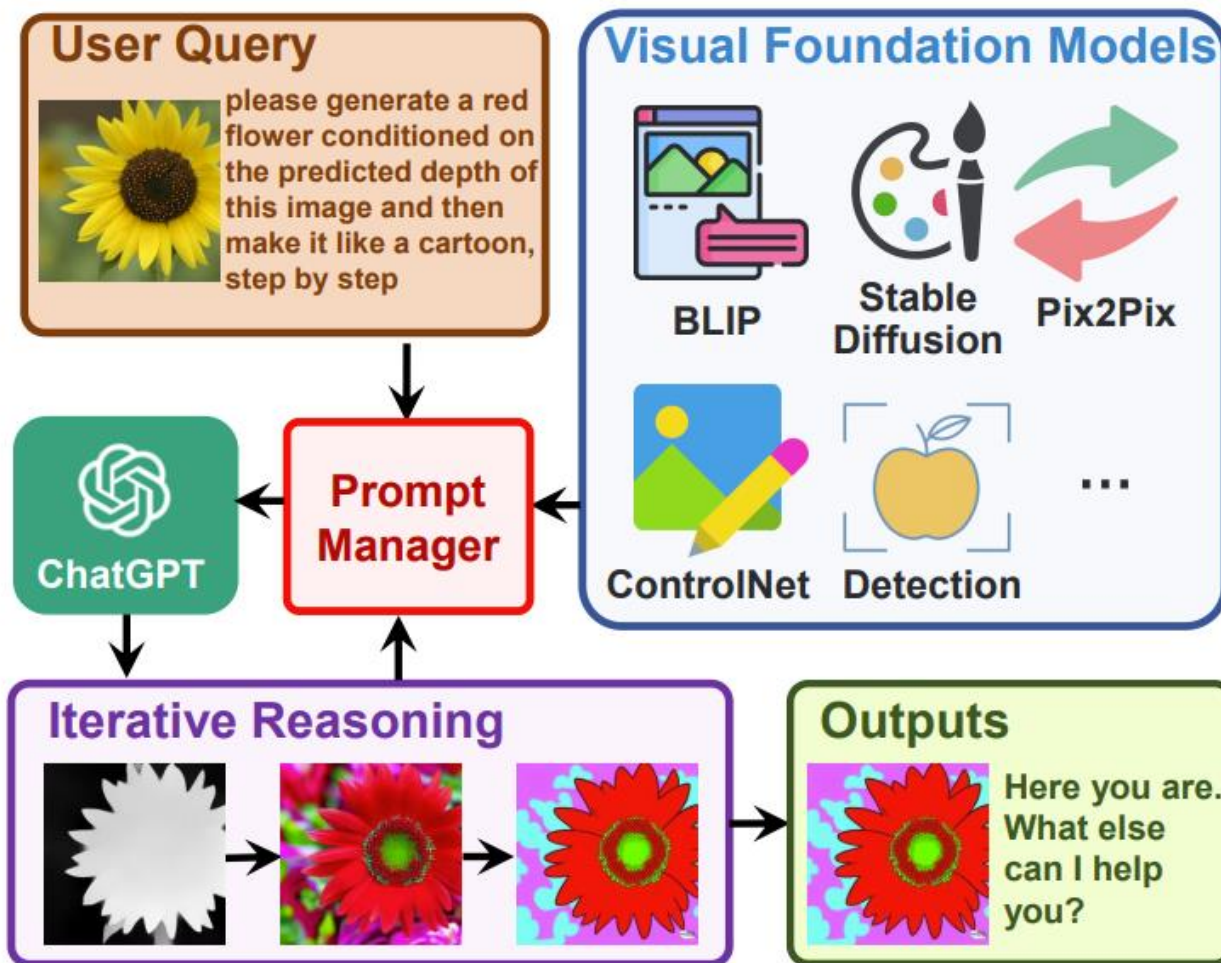 User Query
please generate a red
flower conditioned on
the predicted depth of
this image and then
make it like a cartoon,
step by step
Visual Foundation Models
BLIP
Stable
Diffusion
Pix2Pix
ControlNet
Detection
...
ChatGPT
Prompt
Manager
Iterative Reasoning
Outputs
Here you are.
What else
can I help
you?